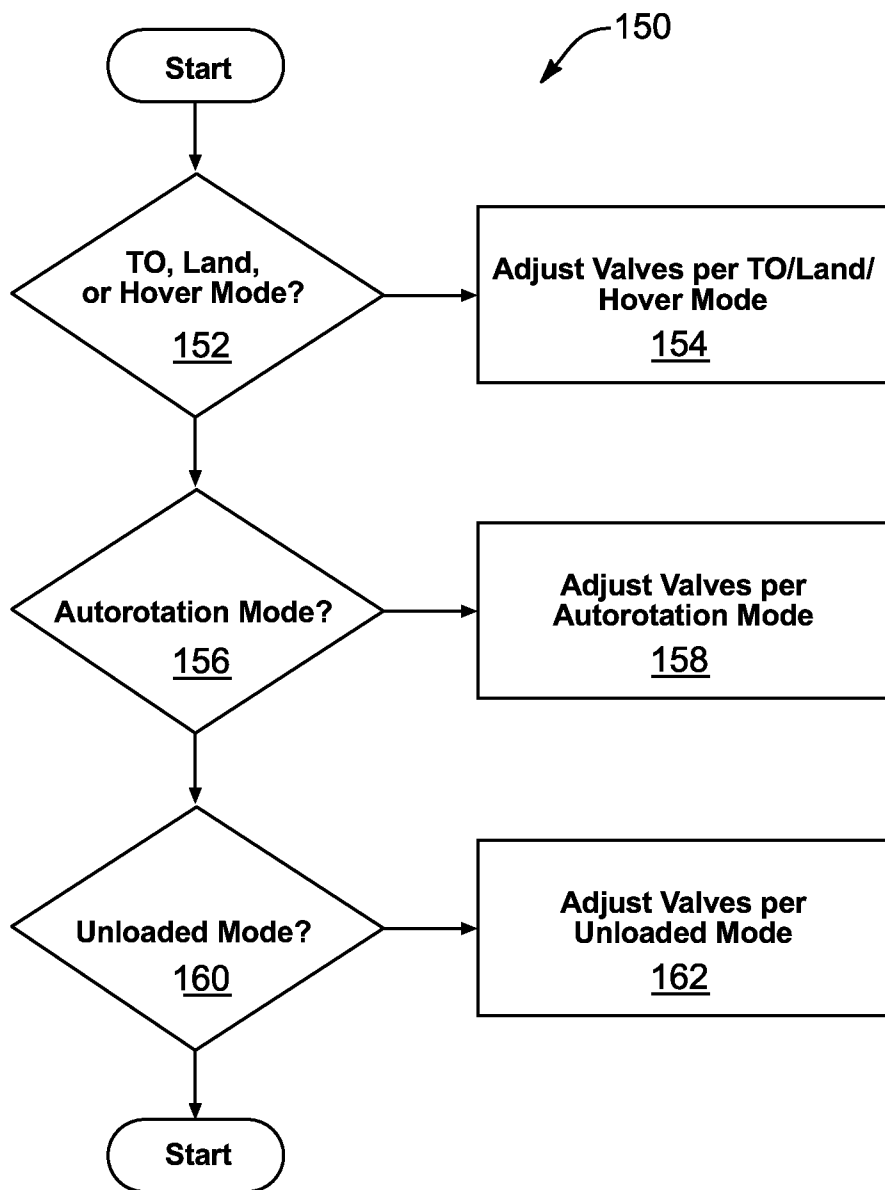 150
Start
TO, Land,
or Hover Mode?
152
Adjust Valves per TO/Land/
Hover Mode
154
Autorotation Mode?
156
Adjust Valves per
Autorotation Mode
158
Unloaded Mode?
160
Adjust Valves per
Unloaded Mode
162
Start